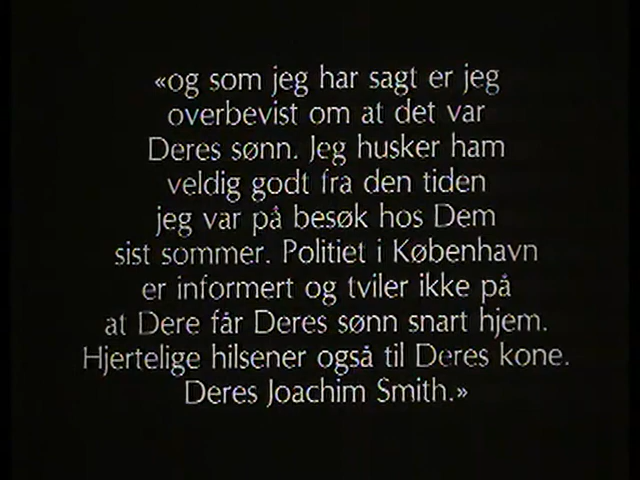 «og som jeg har sagt er jeg
overbevist om at det var
Deres sønn. Jeg husker ham
veldig godt fra den tiden
jeg var på besøk hos Dem
sist sommer. Politiet i København
er informert og tviler ikke på
at Dere får Deres sønn snart hjem.
Hjertelige hilsener også til Deres kone.
Deres Joachim Smith.»